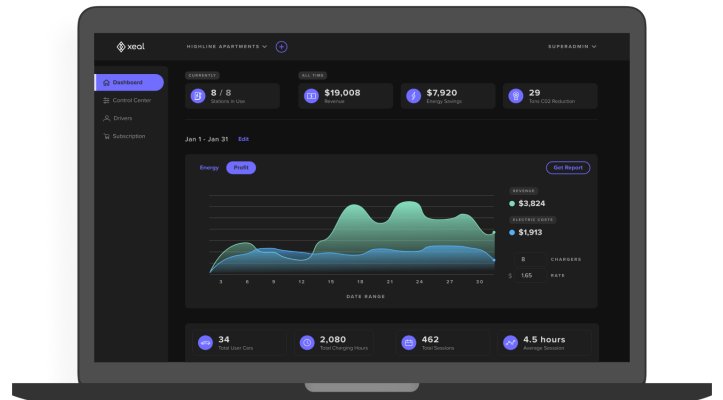 xeal
HIGHLINE APARTMENTS
SUPERADMIN
Dashboard
Control Center
Drivers
Subscription
CURRENTLY
8 / 8
Stations in Use
ALL TIME
$19,008
Revenue
$7,920
Energy Savings
29
Tons CO2 Reduction
Jan 1 - Jan 31 Edit
Energy Profit
Get Report
REVENUE
$3,824
ELECTRIC COSTS
$1,913
8 CHARGERS
$ 1.65 RATE
3 6 9 12 15 18 21 24 27 30
DATE RANGE
34
Total User Cars
2,080
Total Charging Hours
462
Total Sessions
4.5 hours
Average Session